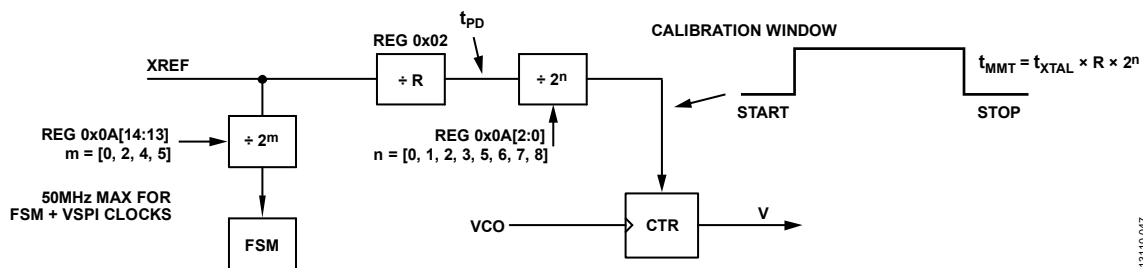 t_PD
CALIBRATION WINDOW
REG 0x02
XREF
÷ R
÷ 2^n
t_MMT = t_XTAL × R × 2^n
START
STOP
REG 0x0A[14:13]
m = [0, 2, 4, 5]
÷ 2^m
REG 0x0A[2:0]
n = [0, 1, 2, 3, 5, 6, 7, 8]
50MHz MAX FOR
FSM + VSPI CLOCKS
FSM
VCO
CTR
V
13119-047